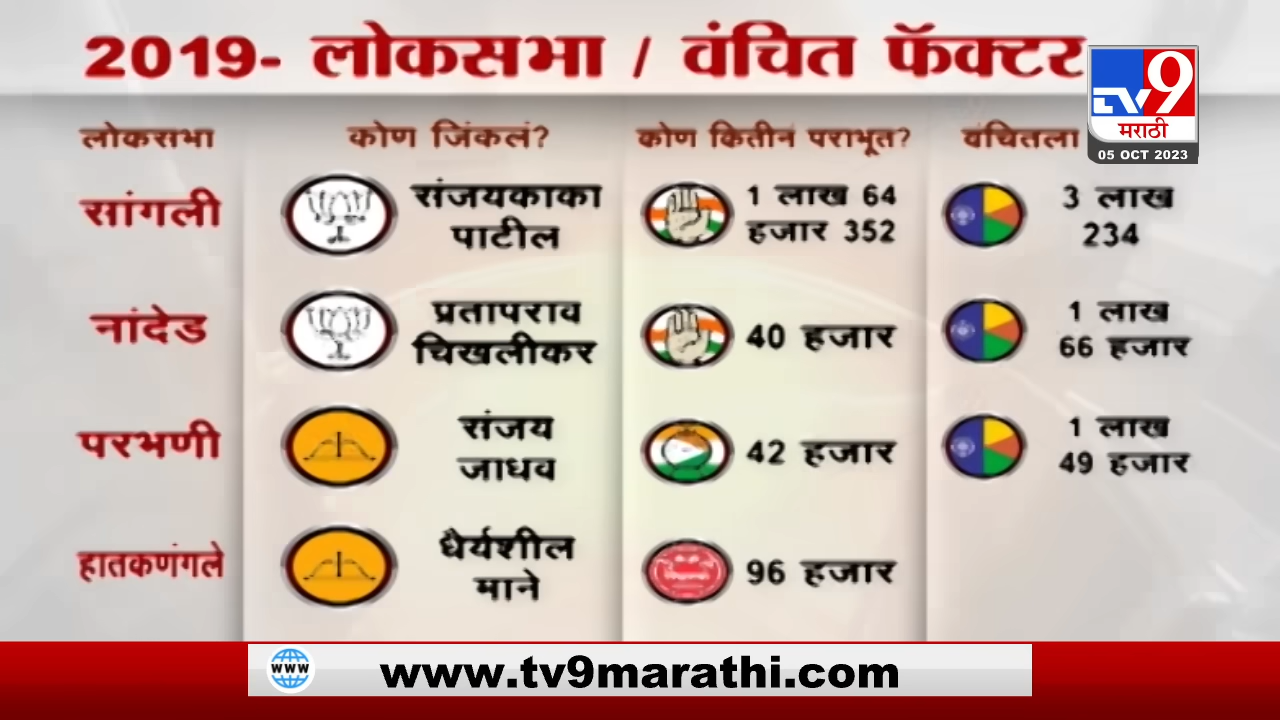 2019- लोकसभा / वंचित फॅक्टर
TV9
मराठी
05 OCT 2023
लोकसभा कोण जिंकलं? कोण कितीनं पराभूत? वंचितला
सांगली संजयकाका पाटील 1 लाख 64 हजार 352 3 लाख 234
नांदेड प्रतापराव चिखलीकर 40 हजार 1 लाख 66 हजार
परभणी संजय जाधव 42 हजार 1 लाख 49 हजार
हातकणंगले धैर्यशील माने 96 हजार
www www.tv9marathi.com